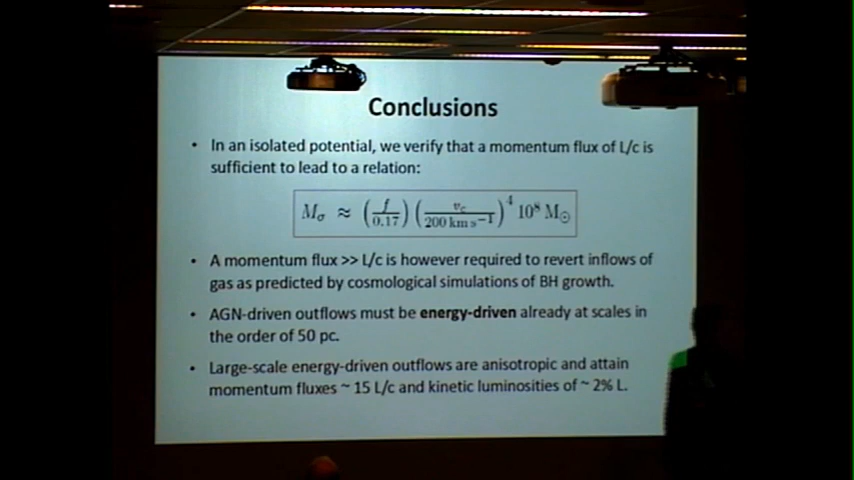 Conclusions
• In an isolated potential, we verify that a momentum flux of L/c is
sufficient to lead to a relation:
M_σ ≈ (f/0.17) (v_c/200 km s^−1)^4 10^8 M_⊙
• A momentum flux >> L/c is however required to revert inflows of
gas as predicted by cosmological simulations of BH growth.
• AGN-driven outflows must be energy-driven already at scales in
the order of 50 pc.
• Large-scale energy-driven outflows are anisotropic and attain
momentum fluxes ~ 15 L/c and kinetic luminosities of ~ 2% L.